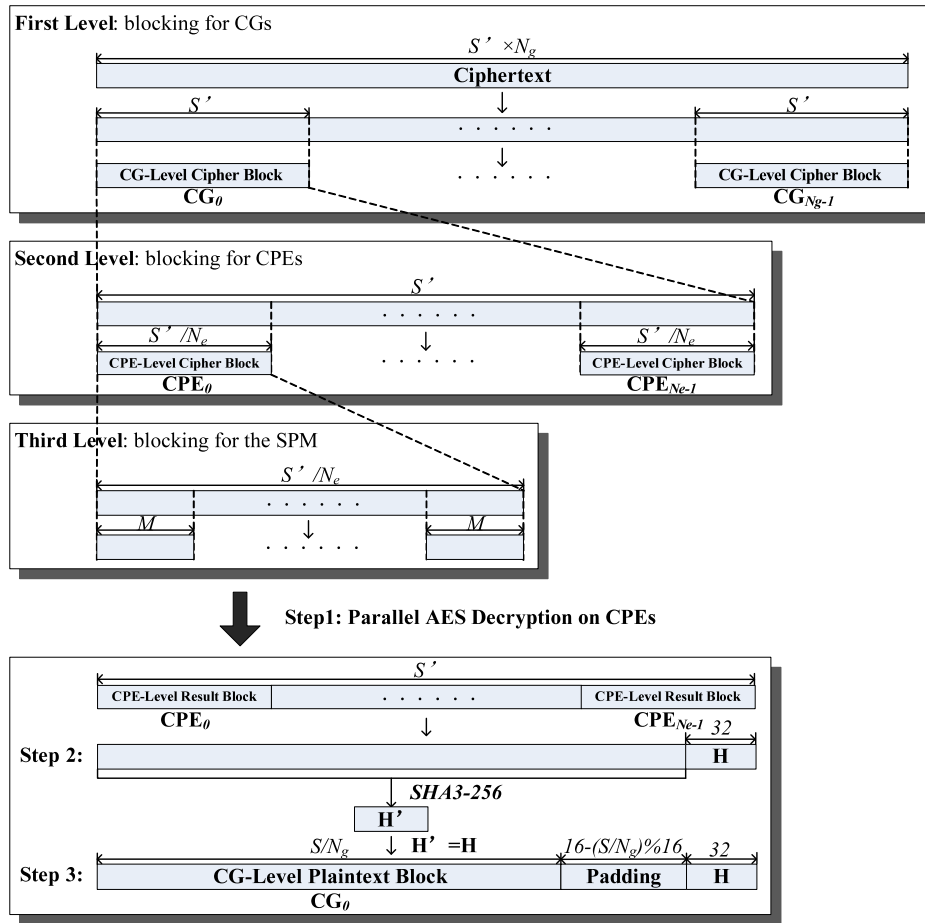 First Level: blocking for CGs
S’ ×Ng
Ciphertext
S’ S’
· · · · · ·
CG-Level Cipher Block · · · · · · CG-Level Cipher Block
CG0 CGNg-1
Second Level: blocking for CPEs
S’
· · · · · ·
S’ /Ne S’ /Ne
CPE-Level Cipher Block · · · · · · CPE-Level Cipher Block
CPE0 CPENe-1
Third Level: blocking for the SPM
S’ /Ne
· · · · · ·
M M
· · · · · ·
Step1: Parallel AES Decryption on CPEs
S’
CPE-Level Result Block · · · · · · CPE-Level Result Block
CPE0 CPENe-1
32
Step 2: H
SHA3-256
H’
S/Ng H’ =H 16-(S/Ng)%16 32
Step 3: CG-Level Plaintext Block Padding H
CG0